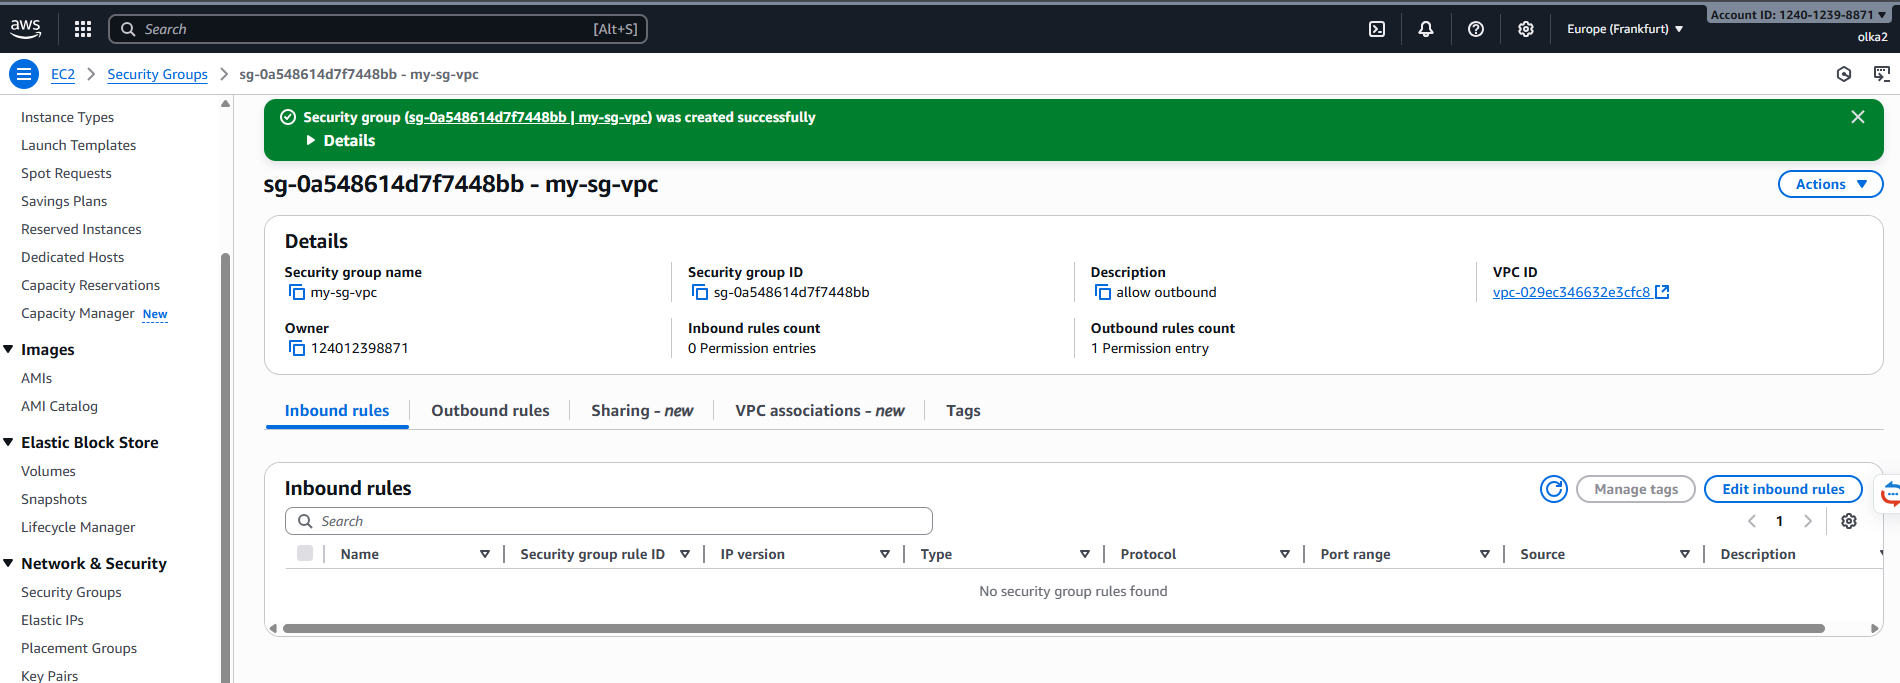 aws
Search [Alt+S]
Europe (Frankfurt)
Account ID: 1240-1239-8871
olka2
EC2 > Security Groups > sg-0a548614d7f7448bb - my-sg-vpc
Instance Types
Launch Templates
Spot Requests
Savings Plans
Reserved Instances
Dedicated Hosts
Capacity Reservations
Capacity Manager New
Images
AMIs
AMI Catalog
Elastic Block Store
Volumes
Snapshots
Lifecycle Manager
Network & Security
Security Groups
Elastic IPs
Placement Groups
Key Pairs
Security group (sg-0a548614d7f7448bb | my-sg-vpc) was created successfully
Details
sg-0a548614d7f7448bb - my-sg-vpc
Actions
Details
Security group name
my-sg-vpc
Security group ID
sg-0a548614d7f7448bb
Description
allow outbound
VPC ID
vpc-029ec346632e3cfc8
Owner
124012398871
Inbound rules count
0 Permission entries
Outbound rules count
1 Permission entry
Inbound rules Outbound rules Sharing - new VPC associations - new Tags
Inbound rules
Manage tags
Edit inbound rules
Search
1
Name Security group rule ID IP version Type Protocol Port range Source Description
No security group rules found